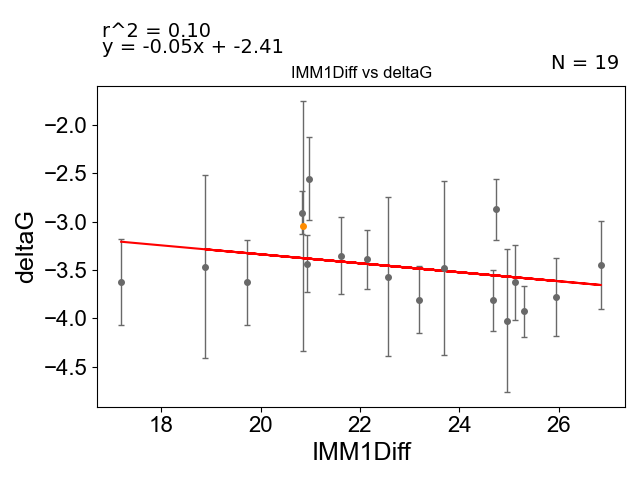 r^2 = 0.10
y = -0.05x + -2.41
N = 19
IMM1Diff vs deltaG
−2.0
−2.5
−3.0
−3.5
−4.0
−4.5
deltaG
18 20 22 24 26
IMM1Diff